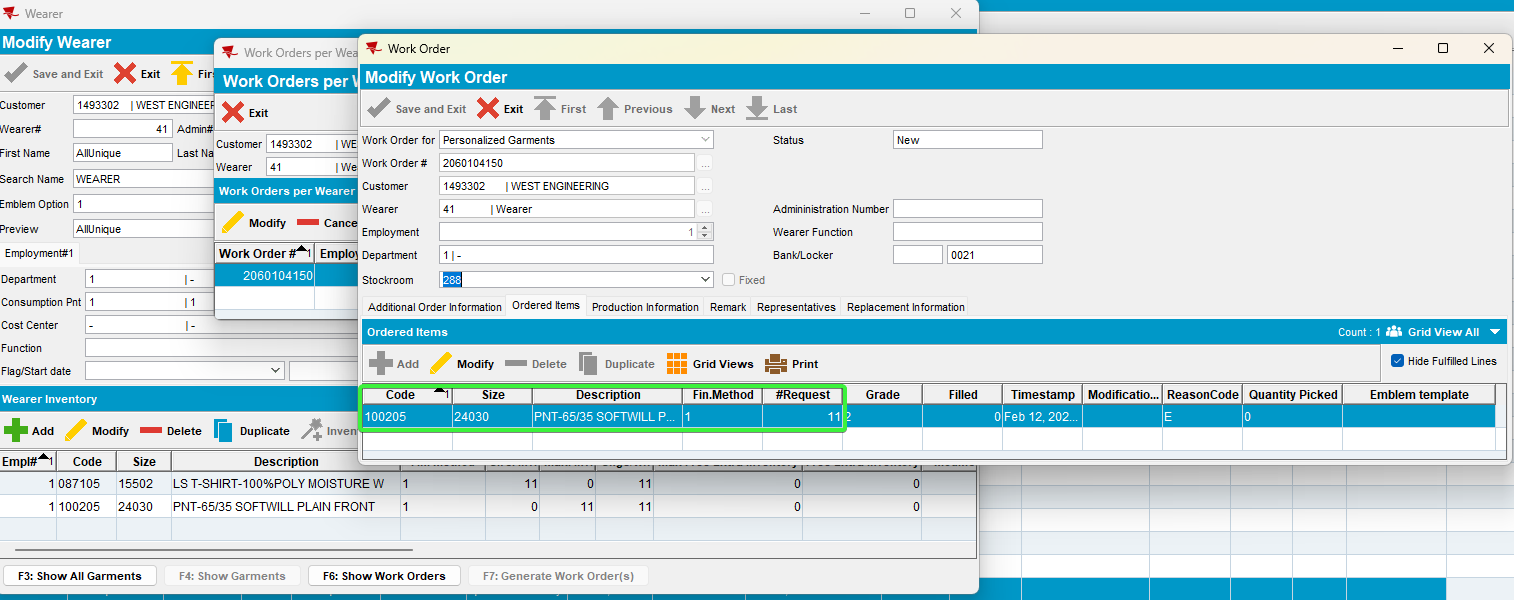 Wearer
Modify Wearer
Save and Exit Exit
Customer 1493302 | WEST ENGINEER
Wearer# 41 Admin#
First Name AllUnique Last Na
Search Name WEARER
Emblem Option 1
Preview AllUnique
Employment#1
Department 1 | -
Consumption Pnt 1 | 1
Cost Center - | -
Function
Flag/Start date
Wearer Inventory
Add Modify Delete Duplicate Inven
Empl# 1 Code Size Description
1 087105 15502 LS T-SHIRT-100%POLY MOISTURE W 1 11 0 11 0 0
1 100205 24030 PNT-65/35 SOFTWILL PLAIN FRONT 1 0 11 11 0 0
F3: Show All Garments F4: Show Garments F6: Show Work Orders F7: Generate Work Order(s)
Work Orders per Wea
Work Orders per W
Exit
Customer 1493302 | WE
Wearer 41 | We
Work Orders per Wearer
Modify Cance
Work Order # 1 Employ
2060104150
Work Order
Modify Work Order
Save and Exit Exit First Previous Next Last
Work Order for Personalized Garments Status New
Work Order # 2060104150 ...
Customer 1493302 | WEST ENGINEERING ...
Wearer 41 | Wearer ... Admininistration Number
Employment 1 Wearer Function
Department 1 | - Bank/Locker 0021
Stockroom 288 Fixed
Additional Order Information Ordered Items Production Information Remark Representatives Replacement Information
Ordered Items Count : 1 Grid View All
Add Modify Delete Duplicate Grid Views Print Hide Fulfilled Lines
Code 1 Size Description Fin.Method #Request Grade Filled Timestamp Modificatio... ReasonCode Quantity Picked Emblem template
100205 24030 PNT-65/35 SOFTWILL P... 1 11 2 0 Feb 12, 202... E 0